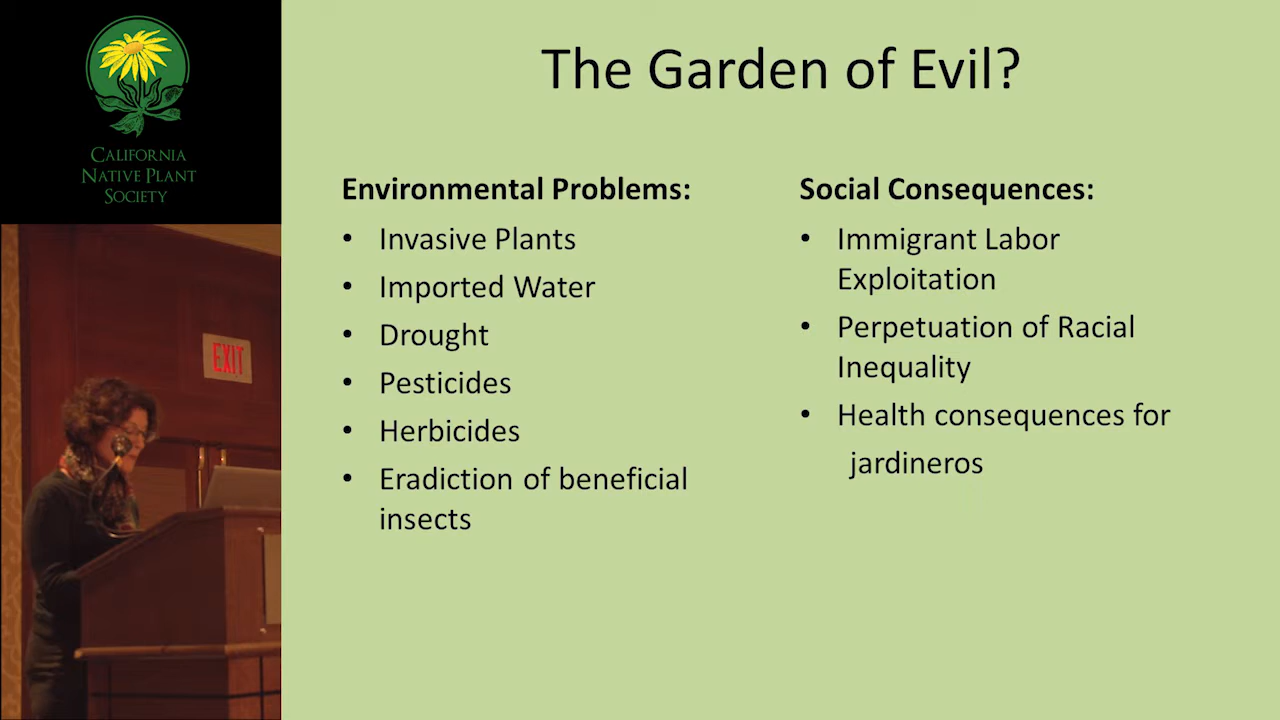 CALIFORNIA
NATIVE PLANT
SOCIETY
EXIT
The Garden of Evil?
Environmental Problems:
• Invasive Plants
• Imported Water
• Drought
• Pesticides
• Herbicides
• Eradiction of beneficial
insects
Social Consequences:
• Immigrant Labor
Exploitation
• Perpetuation of Racial
Inequality
• Health consequences for
jardineros